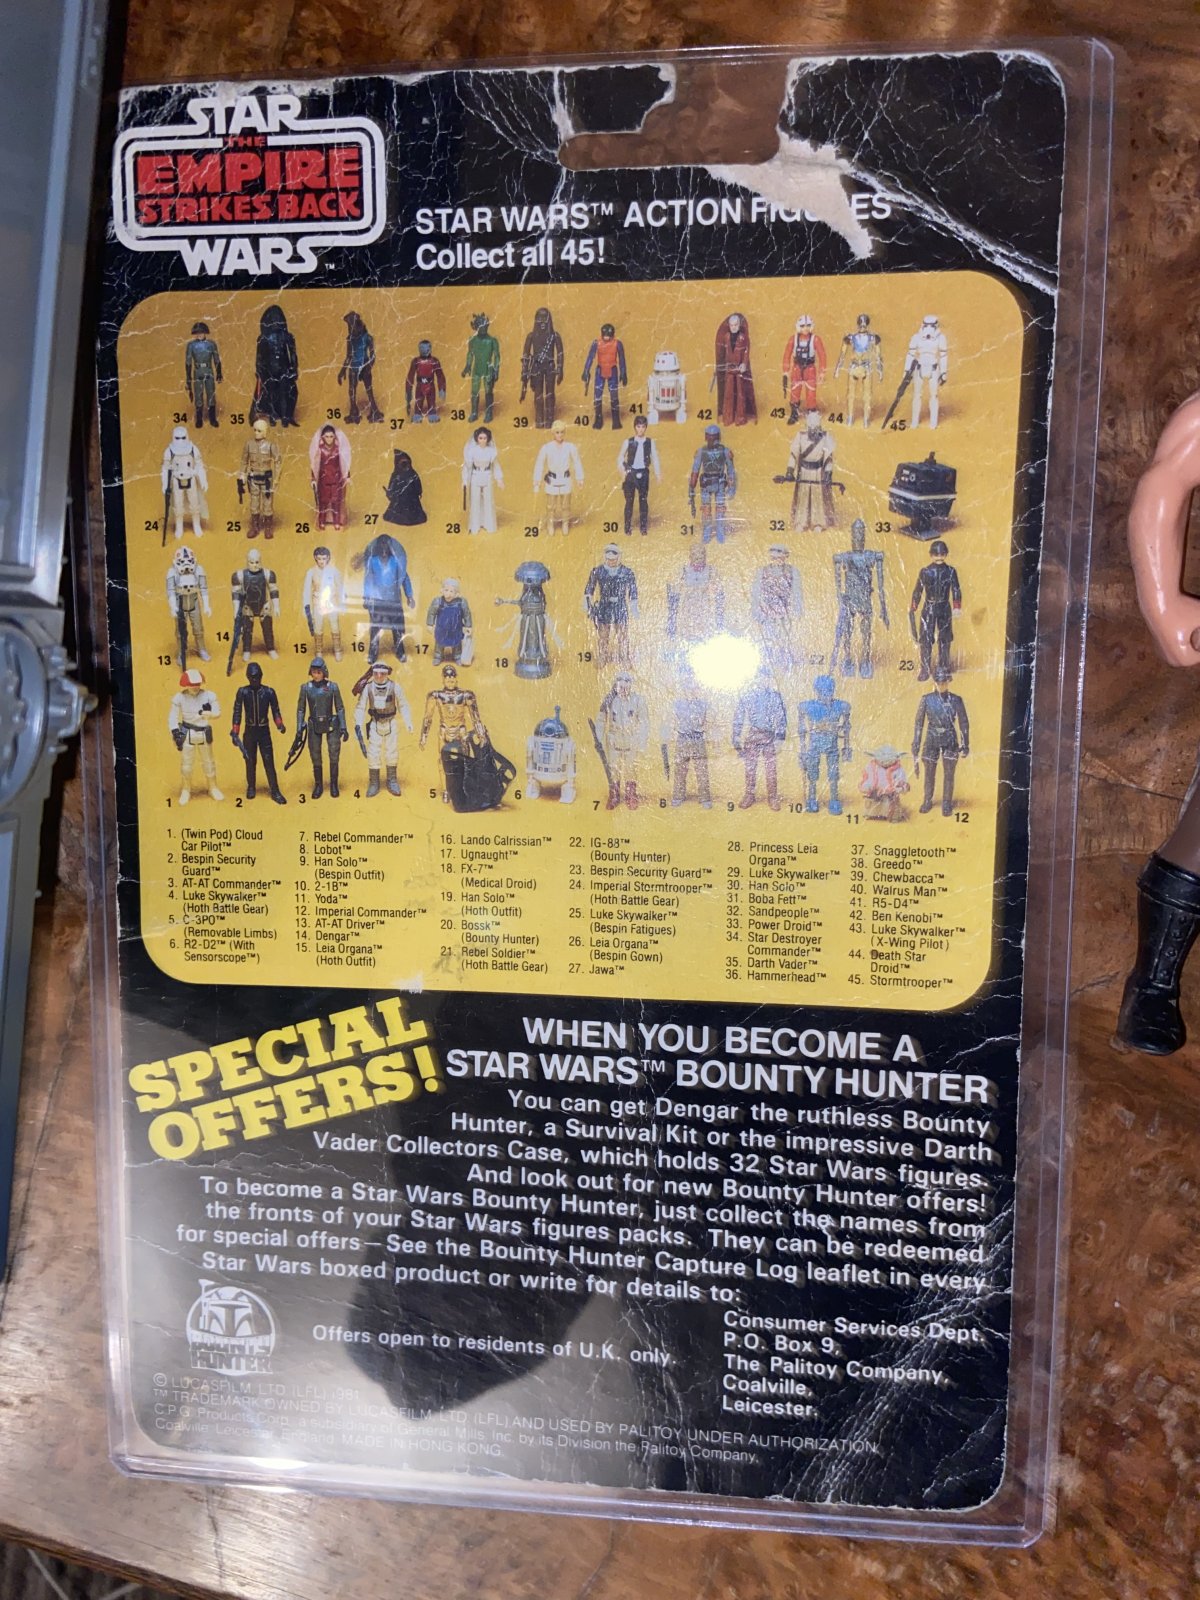 STAR
THE
EMPIRE
STRIKES BACK
WARS™
STAR WARS™ ACTION FIG ES
Collect all 45!
34 35 36 37 38 39 40 41 42 43 44 45
24 25 26 27 28 29 30 31 32 33
13 14 15 16 17 18 19 23
1 2 3 4 5 6 7 8 9 10 11 12
1. (Twin Pod) Cloud
Car Pilot™
2. Bespin Security
Guard™
3. AT-AT Commander™
4. Luke Skywalker™
(Hoth Battle Gear)
5. C-3PO™
(Removable Limbs)
6. R2-D2™ (With
Sensorscope™)
7. Rebel Commander™
8. Lobot™
9. Han Solo™
(Bespin Outfit)
10. 2-1B™
11. Yoda™
12. Imperial Commander™
13. AT-AT Driver™
14. Dengar™
15. Leia Organa™
(Hoth Outfit)
16. Lando Calrissian™
17. Ugnaught™
18. FX-7™
(Medical Droid)
19. Han Solo™
(Hoth Outfit)
20. Bossk™
(Bounty Hunter)
21. Rebel Soldier™
(Hoth Battle Gear)
22. IG-88™
(Bounty Hunter)
23. Bespin Security Guard™
24. Imperial Stormtrooper™
(Hoth Battle Gear)
25. Luke Skywalker™
(Bespin Fatigues)
26. Leia Organa™
(Bespin Gown)
27. Jawa™
28. Princess Leia
Organa™
29. Luke Skywalker™
30. Han Solo™
31. Boba Fett™
32. Sandpeople™
33. Power Droid™
34. Star Destroyer
Commander™
35. Darth Vader™
36. Hammerhead™
37. Snaggletooth™
38. Greedo™
39. Chewbacca™
40. Walrus Man™
41. R5-D4™
42. Ben Kenobi™
43. Luke Skywalker™
(X-Wing Pilot)
44. Death Star
Droid™
45. Stormtrooper™
SPECIAL
OFFERS!
WHEN YOU BECOME A
STAR WARS™ BOUNTY HUNTER
You can get Dengar the ruthless Bounty
Hunter, a Survival Kit or the impressive Darth
Vader Collectors Case, which holds 32 Star Wars figures.
And look out for new Bounty Hunter offers!
To become a Star Wars Bounty Hunter, just collect the names from
the fronts of your Star Wars figures packs. They can be redeemed
for special offers—See the Bounty Hunter Capture Log leaflet in every
Star Wars boxed product or write for details to:
BOUNTY
HUNTER
Offers open to residents of U.K. only.
Consumer Services Dept,
P.O. Box 9,
The Palitoy Company,
Coalville,
Leicester.
© LUCASFILM, LTD. (LFL) 1981
™ TRADEMARK OWNED BY LUCASFILM, LTD. (LFL) AND USED BY PALITOY UNDER AUTHORIZATION.
C.P.G. Products Corp., a subsidiary of General Mills, Inc. by its Division the Palitoy Company,
Coalville, Leicester, England. MADE IN HONG KONG.